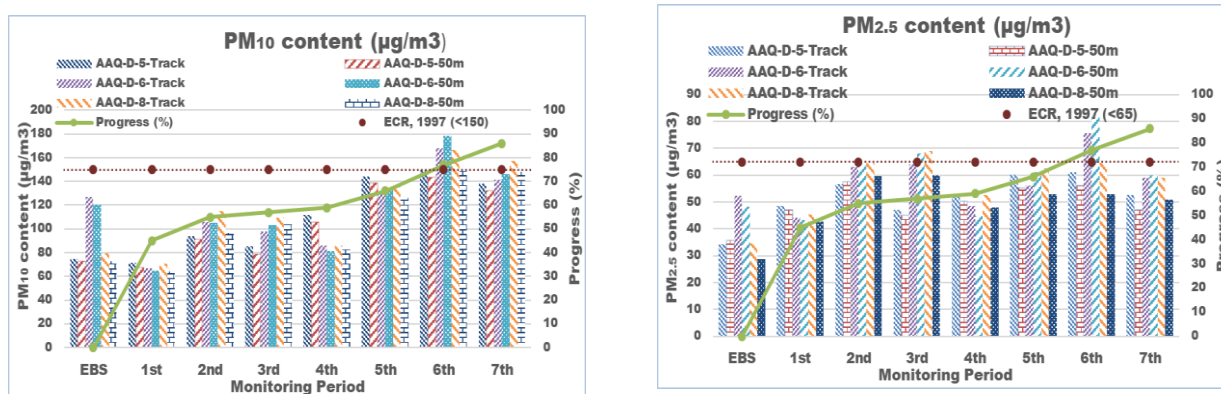 PM10 content (µg/m3)
AAQ-D-5-Track AAQ-D-5-50m
AAQ-D-6-Track AAQ-D-6-50m
AAQ-D-8-Track AAQ-D-8-50m
Progress (%) ECR, 1997 (<150)
PM10 content (µg/m3)
200
180
160
140
120
100
80
60
40
20
0
100
90
80
70
60
50
40
30
20
10
0
Progress (%)
EBS 1st 2nd 3rd 4th 5th 6th 7th
Monitoring Period
PM2.5 content (µg/m3)
AAQ-D-5-Track AAQ-D-5-50m
AAQ-D-6-Track AAQ-D-6-50m
AAQ-D-8-Track AAQ-D-8-50m
Progress (%) ECR, 1997 (<65)
PM2.5 content (µg/m3)
90
80
70
60
50
40
30
20
10
0
100
90
80
70
60
50
40
30
20
10
0
Progress (%)
EBS 1st 2nd 3rd 4th 5th 6th 7th
Monitoring Period